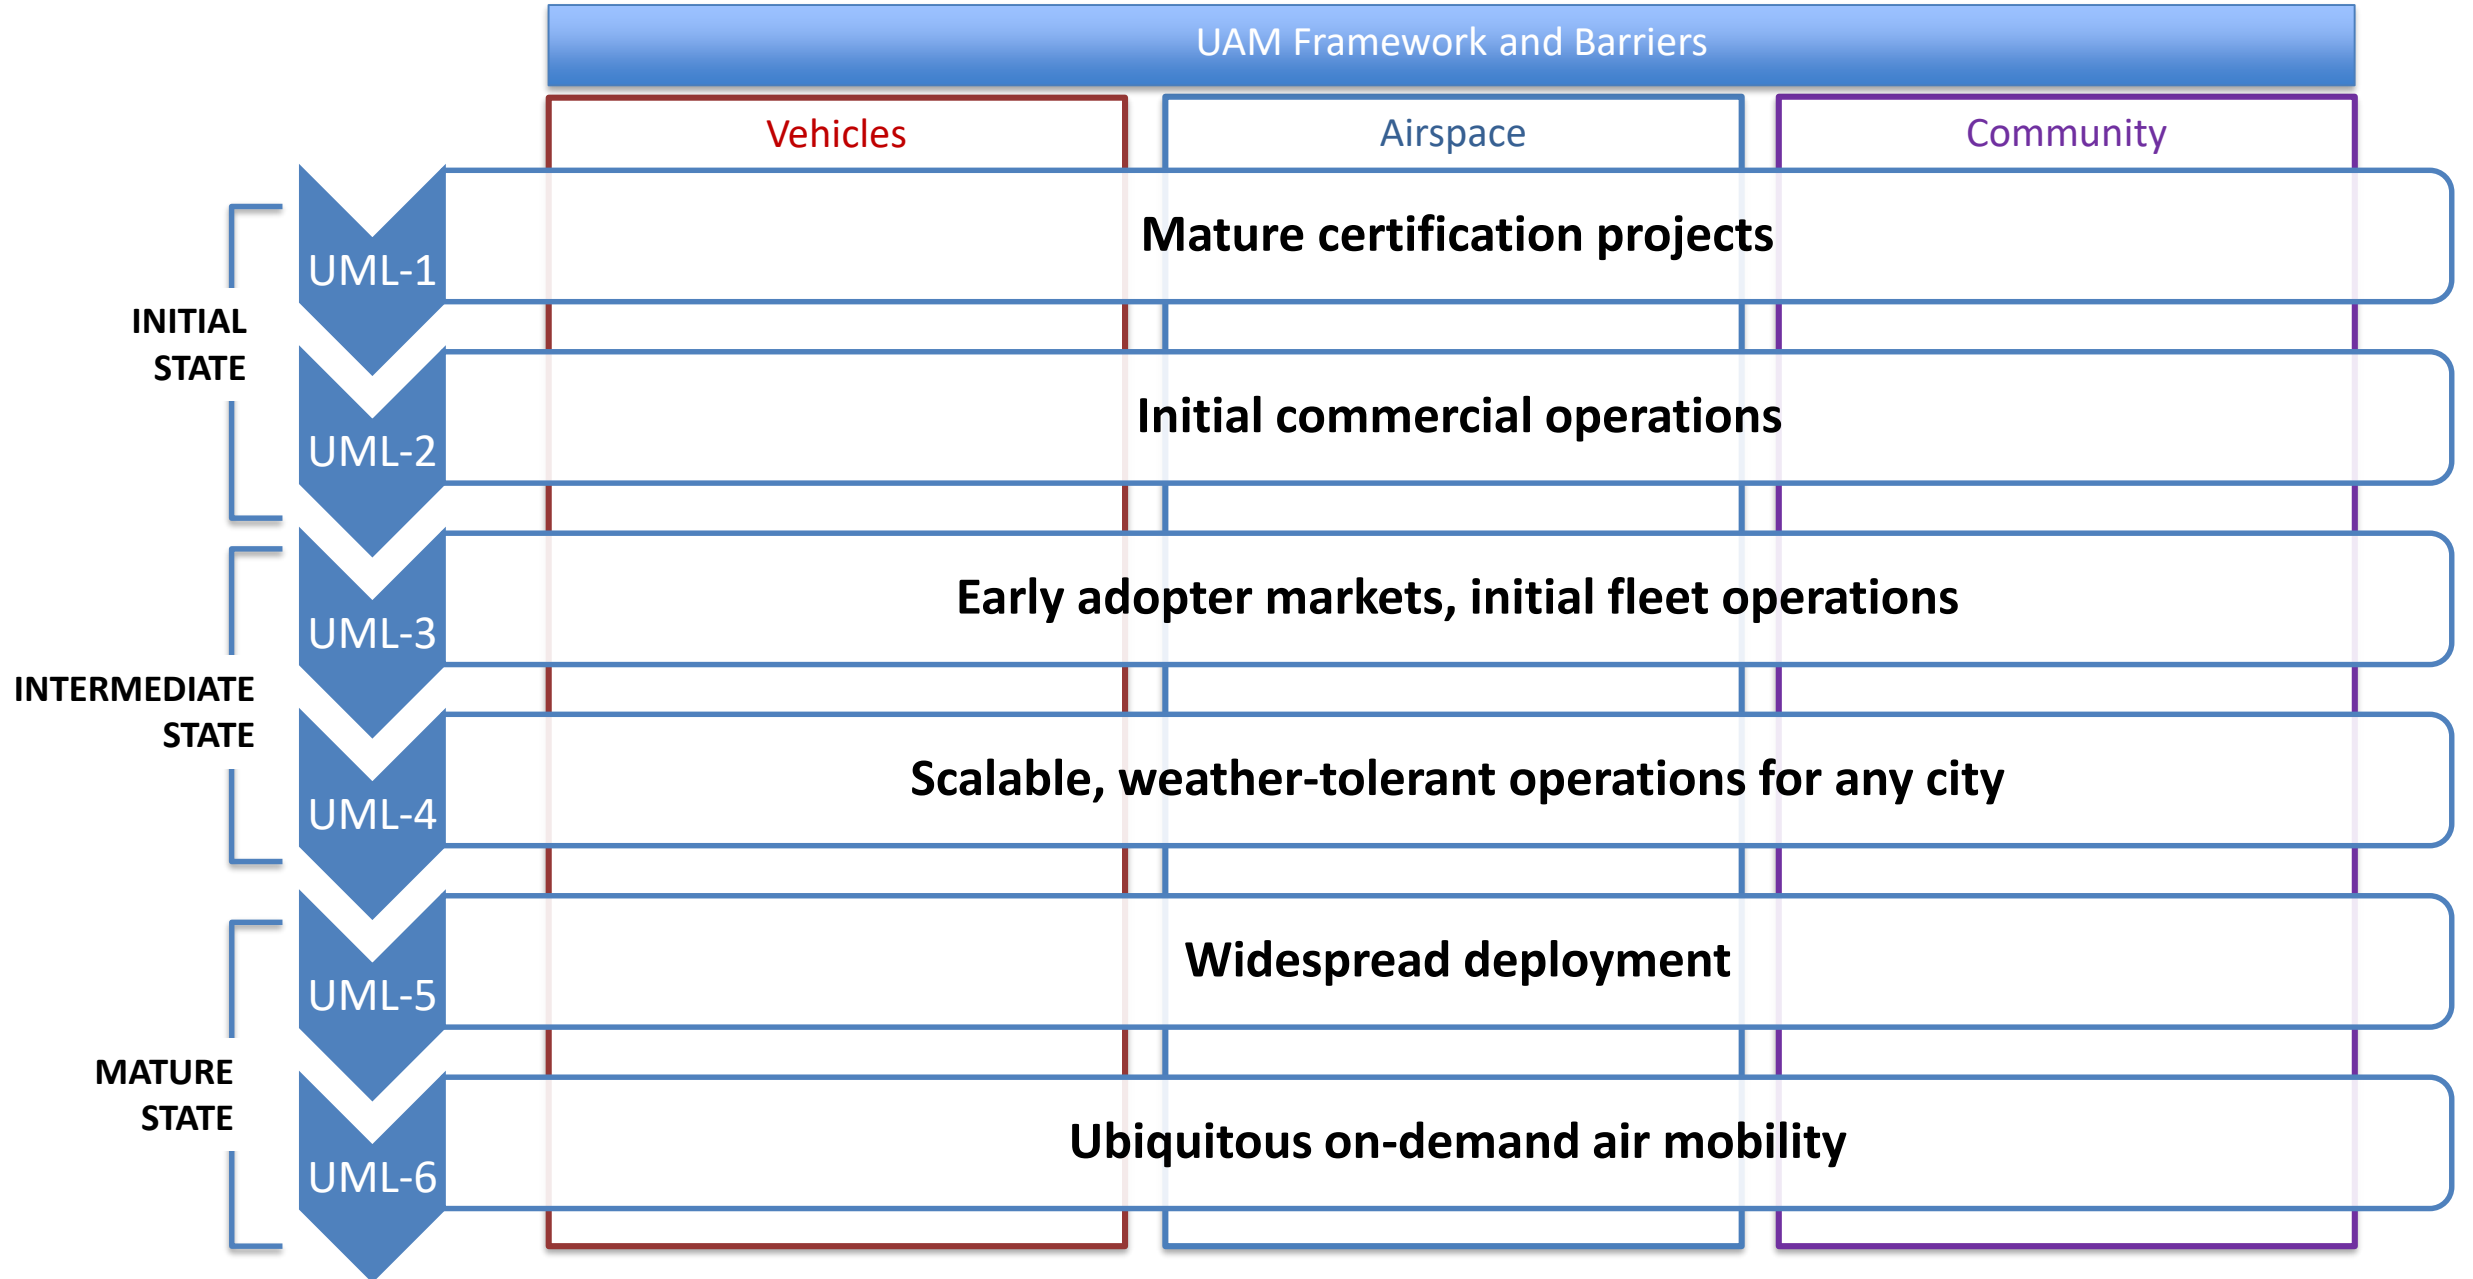 UAM Framework and Barriers
Vehicles
Airspace
Community
INITIAL
STATE
UML-1
Mature certification projects
UML-2
Initial commercial operations
INTERMEDIATE
STATE
UML-3
Early adopter markets, initial fleet operations
UML-4
Scalable, weather-tolerant operations for any city
MATURE
STATE
UML-5
Widespread deployment
UML-6
Ubiquitous on-demand air mobility